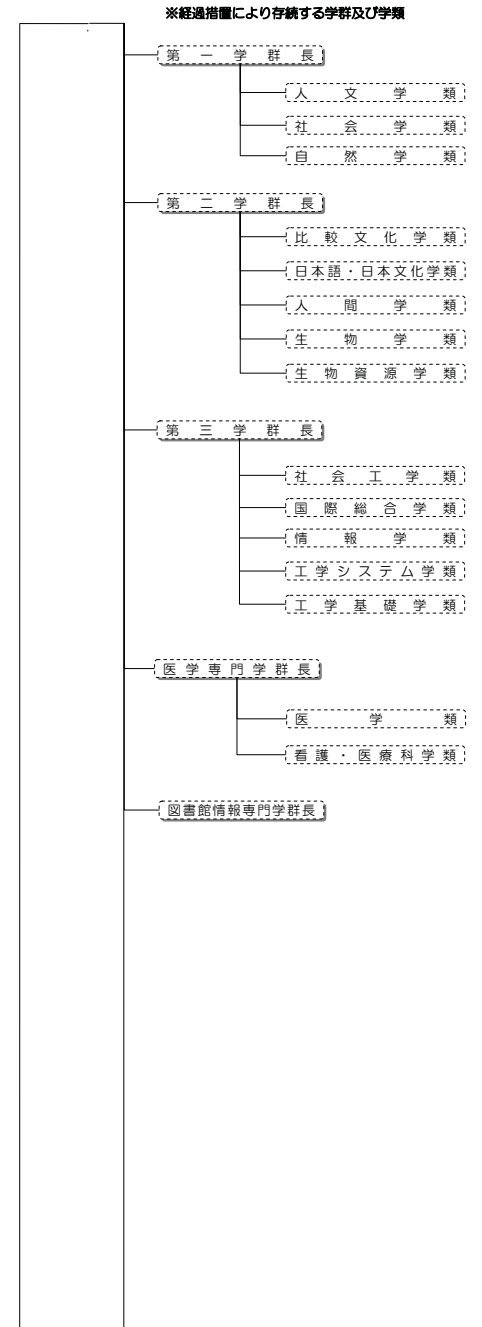 ※経過措置により存続する学群及び学類
第一学群長
人文学類
社会学類
自然学類
第二学群長
比較文化学類
日本語・日本文化学類
人間学類
生物学類
生物資源学類
第三学群長
社会工学類
国際総合学類
情報学類
工学システム学類
工学基礎学類
医学専門学群長
医学類
看護・医療科学類
図書館情報専門学群長